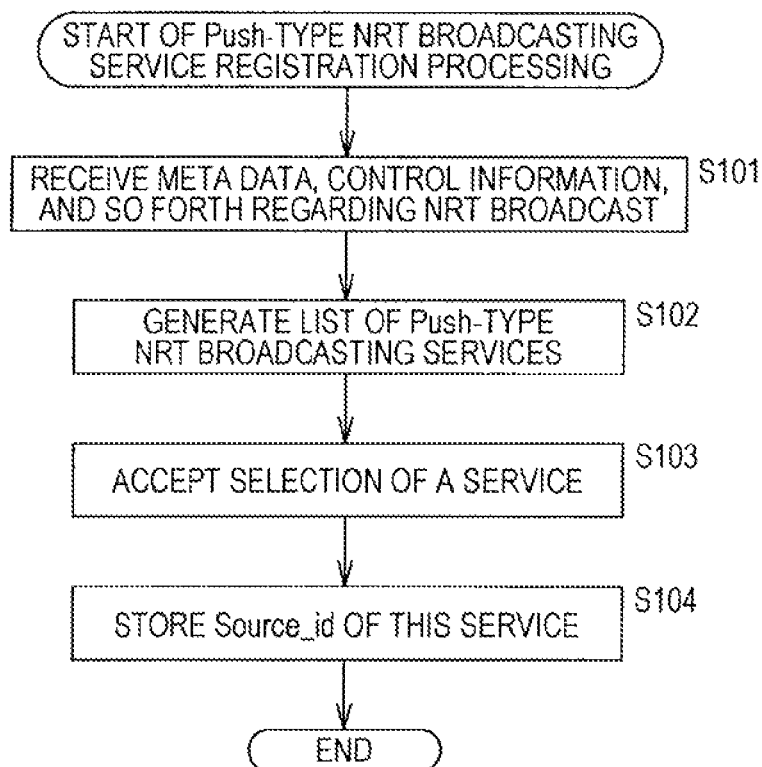 START OF Push-TYPE NRT BROADCASTING
SERVICE REGISTRATION PROCESSING
RECEIVE META DATA, CONTROL INFORMATION,
AND SO FORTH REGARDING NRT BROADCAST
S101
GENERATE LIST OF Push-TYPE
NRT BROADCASTING SERVICES
S102
ACCEPT SELECTION OF A SERVICE
S103
STORE Source_id OF THIS SERVICE
S104
END